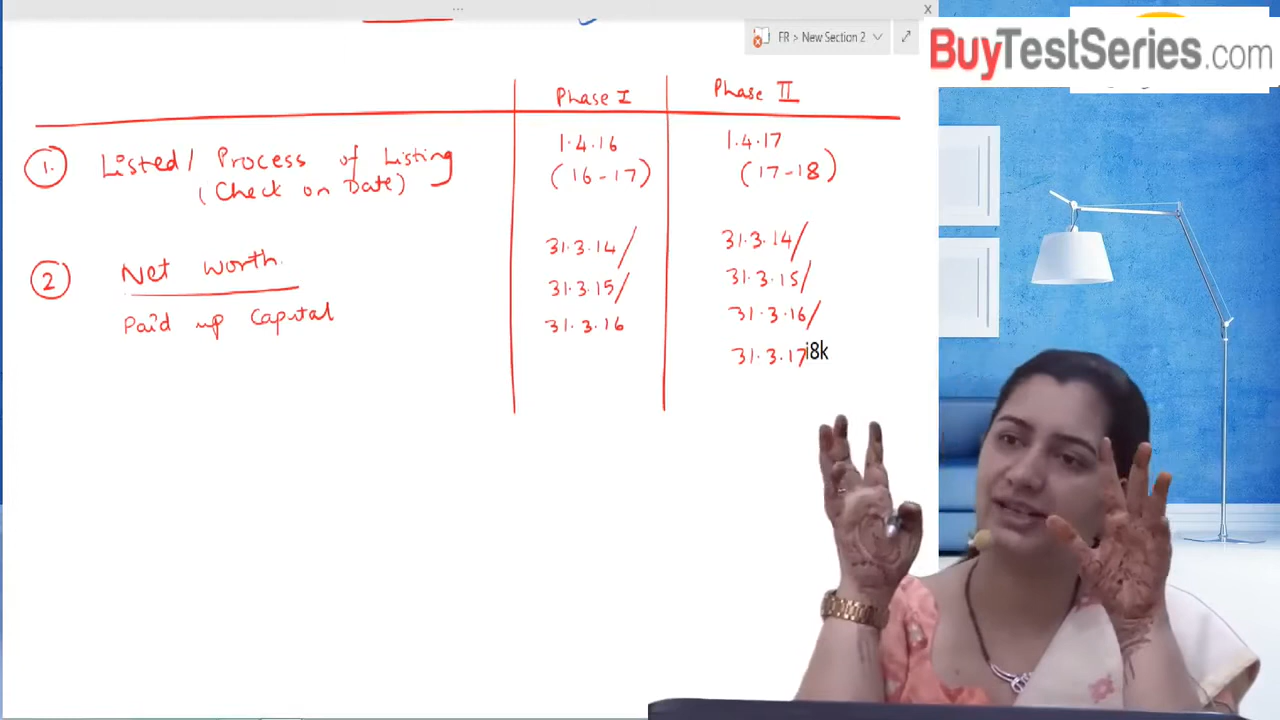 FR > New Section 2
BuyTestSeries.com
Phase I
Phase II
1. Listed / Process of Listing
(Check on Date)
1.4.16
(16-17)
1.4.17
(17-18)
2 Net worth.
Paid up Capital
31.3.14/
31.3.15/
31.3.16
31.3.14/
31.3.15/
31.3.16/
31.3.17i8k